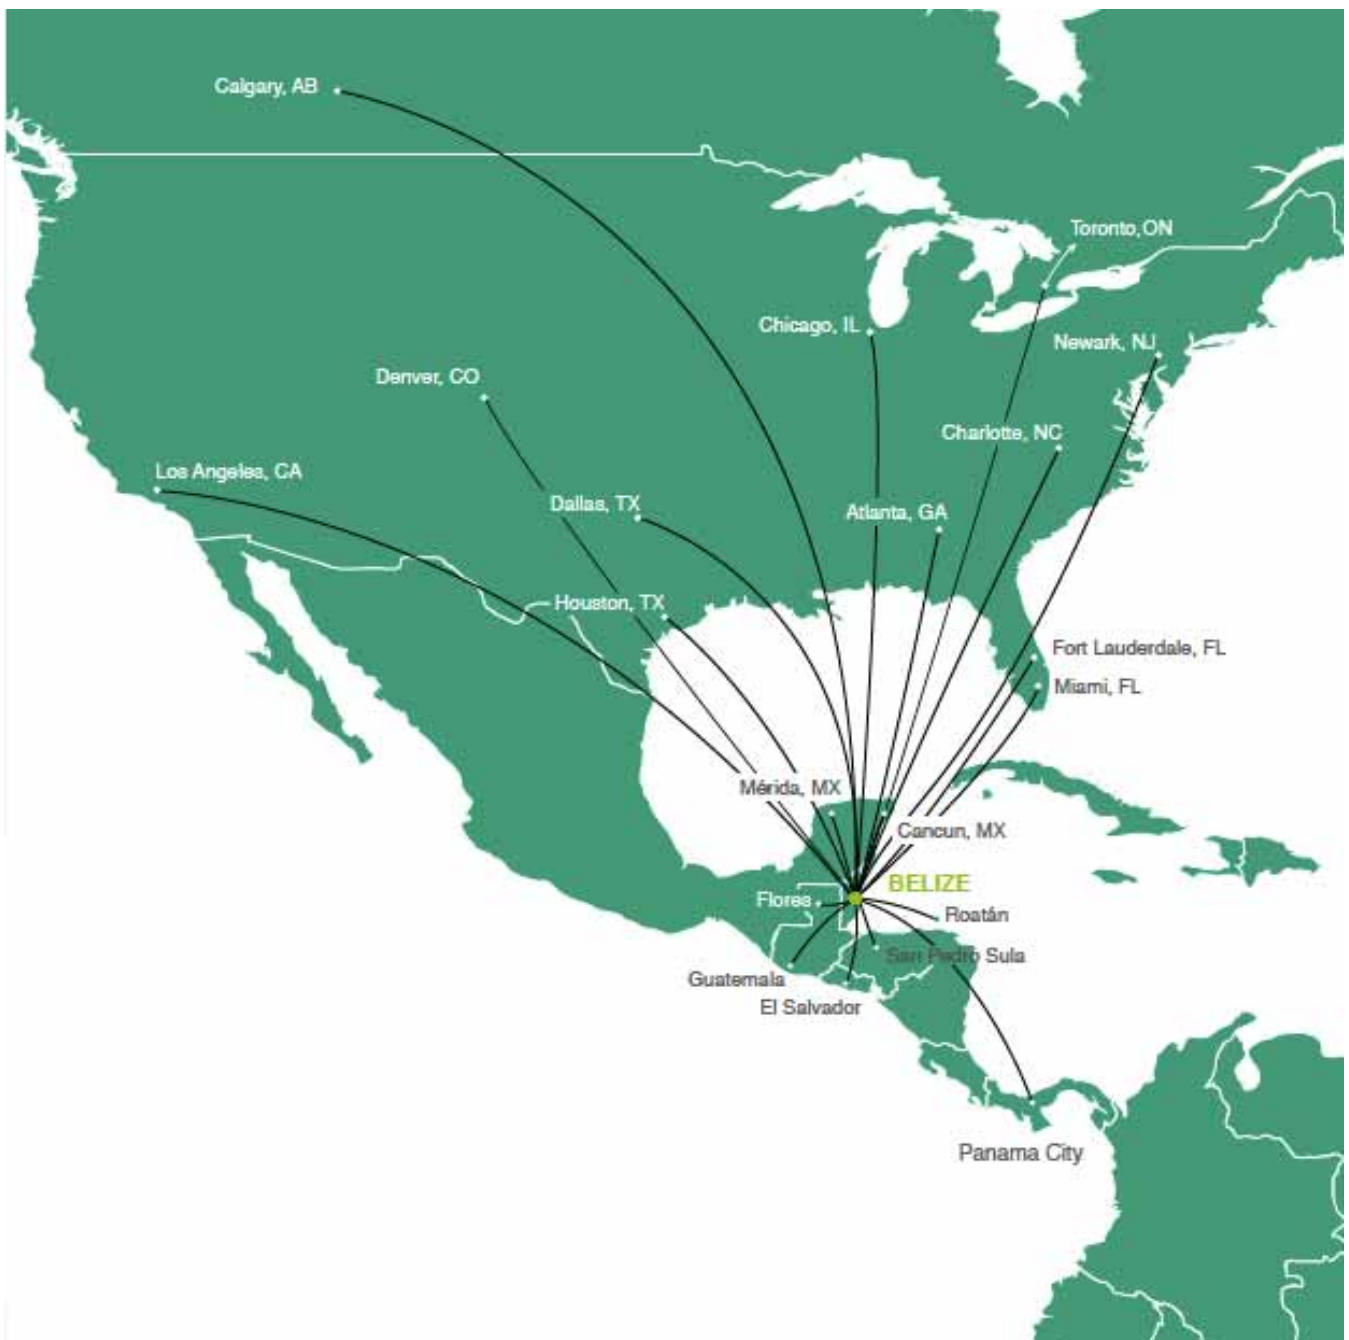 Calgary, AB
Toronto,ON
Chicago, IL
Newark, NJ
Denver, CO
Charlotte, NC
Los Angeles, CA
Dallas, TX
Atlanta, GA
Houston, TX
Fort Lauderdale, FL
Miami, FL
Mérida, MX
Cancun, MX
BELIZE
Flores
Roatán
San Pedro Sula
Guatemala
El Salvador
Panama City